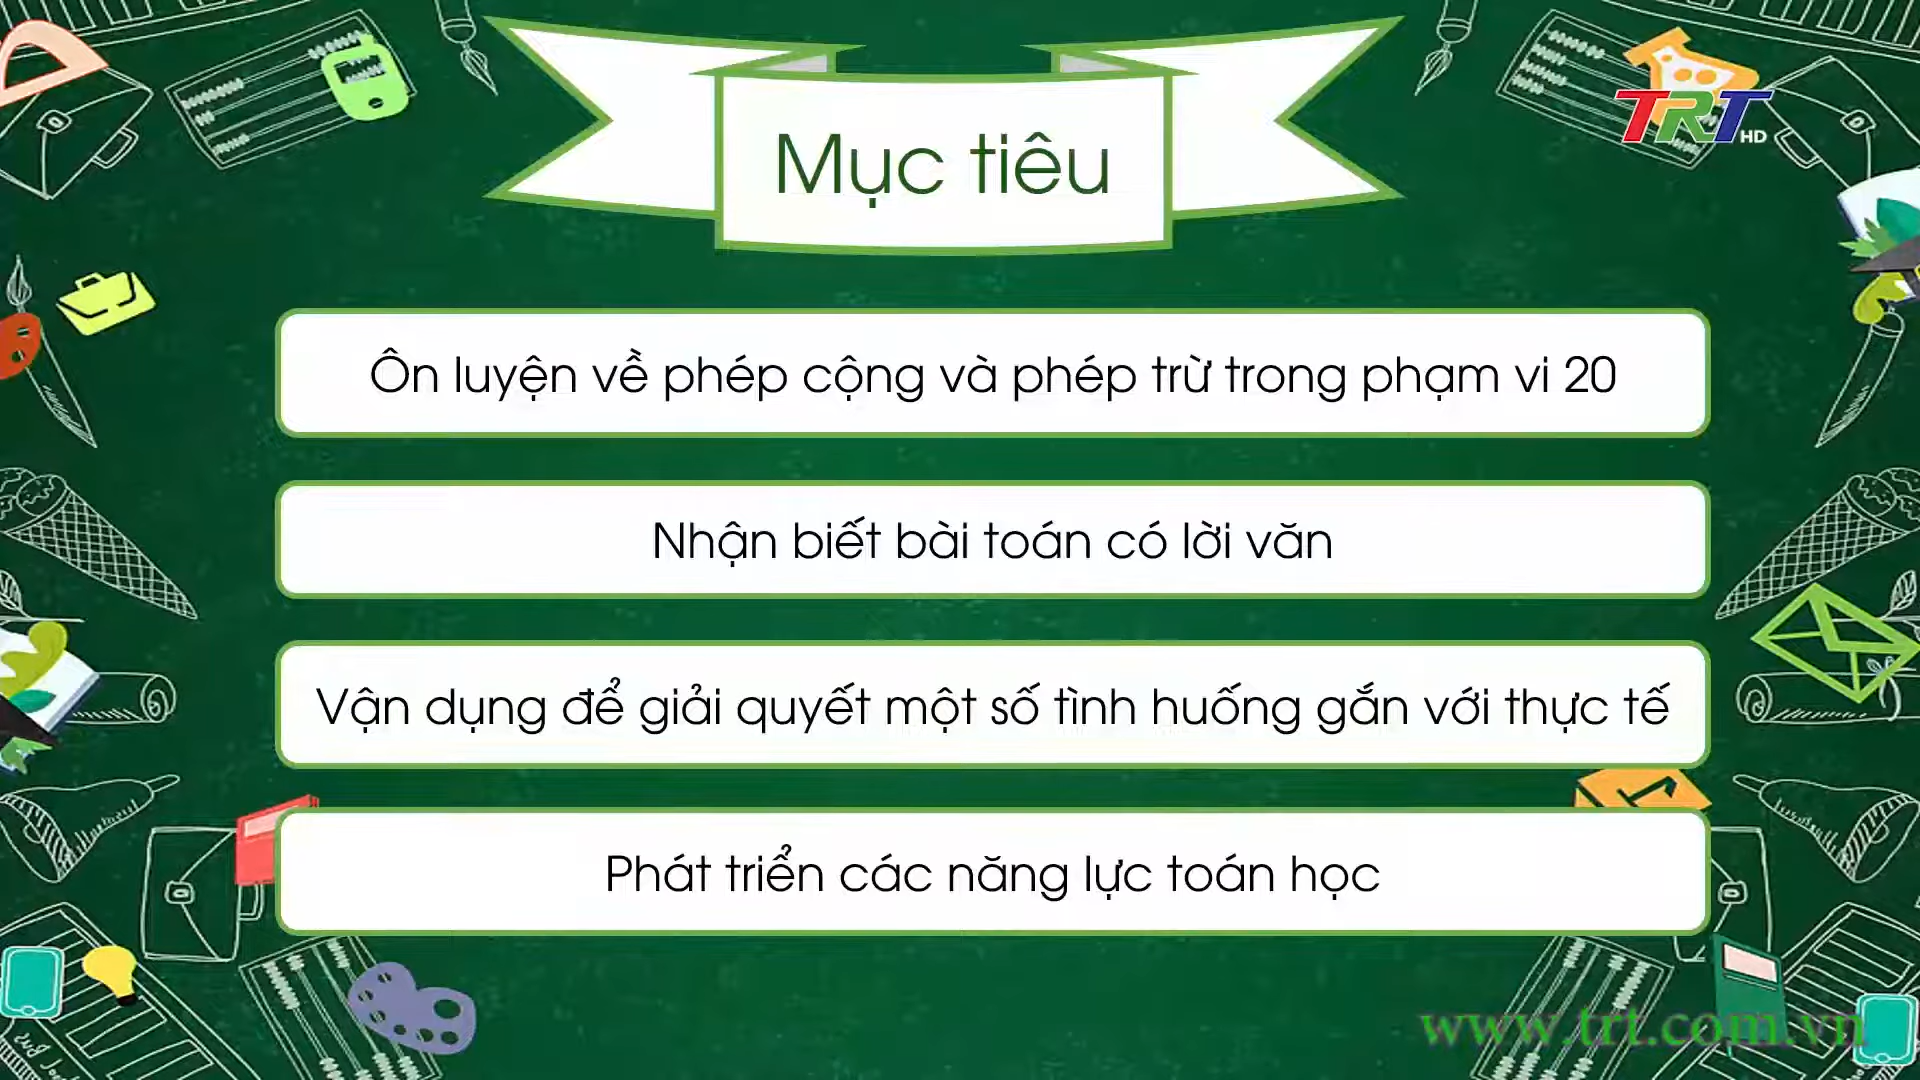 Mục tiêu
TRT HD
Ôn luyện về phép cộng và phép trừ trong phạm vi 20
Nhận biết bài toán có lời văn
Vận dụng để giải quyết một số tình huống gắn với thực tế
Phát triển các năng lực toán học
www.trt.com.vn